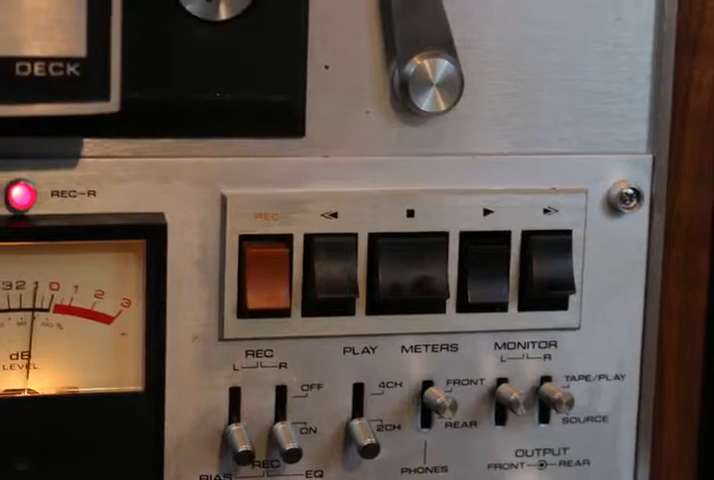 DECK
REC-R
REC
3 2 1 0 1 2 3
dB
LEVEL
REC
L R
PLAY
METERS
MONITOR
L R
OFF
ON
4CH
2CH
FRONT
REAR
TAPE/PLAY
SOURCE
BIAS REC EQ
PHONES
OUTPUT
FRONT REAR